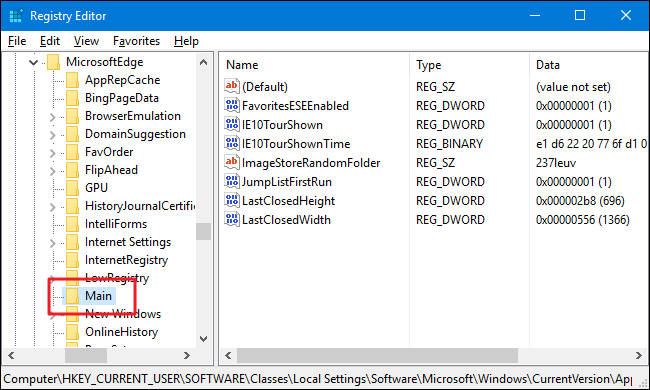 Registry Editor
File Edit View Favorites Help
MicrosoftEdge
AppRepCache
BingPageData
BrowserEmulation
DomainSuggestion
FavOrder
FlipAhead
GPU
HistoryJournalCertific
IntelliForms
Internet Settings
InternetRegistry
LowRegistry
Main
New Windows
OnlineHistory
Name Type Data
(Default) REG_SZ (value not set)
FavoritesESEEnabled REG_DWORD 0x00000001 (1)
IE10TourShown REG_DWORD 0x00000001 (1)
IE10TourShownTime REG_BINARY e1 d6 22 20 77 6f d1 0
ImageStoreRandomFolder REG_SZ 237leuv
JumpListFirstRun REG_DWORD 0x00000001 (1)
LastClosedHeight REG_DWORD 0x000002b8 (696)
LastClosedWidth REG_DWORD 0x00000556 (1366)
Computer\HKEY_CURRENT_USER\SOFTWARE\Classes\Local Settings\Software\Microsoft\Windows\CurrentVersion\App